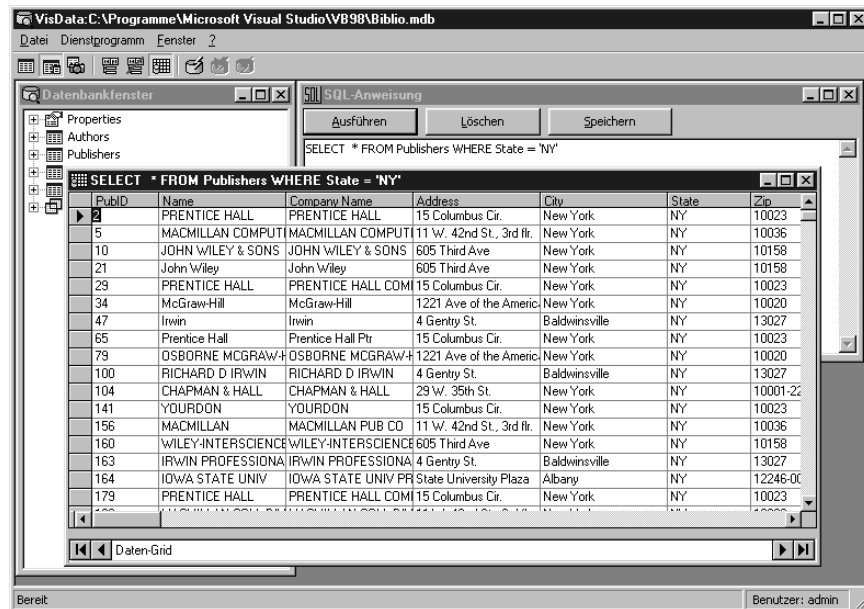 VisData:C:\Programme\Microsoft Visual Studio\VB98\Biblio.mdb
Datei Dienstprogramm Fenster ?
Datenbankfenster
Properties
Authors
Publishers
SQL-Anweisung
Ausführen Löschen Speichern
SELECT * FROM Publishers WHERE State = 'NY'
SELECT * FROM Publishers WHERE State = 'NY'
PubID Name Company Name Address City State Zip
2 PRENTICE HALL PRENTICE HALL 15 Columbus Cir. New York NY 10023
5 MACMILLAN COMPUTI MACMILLAN COMPUTI 11 W. 42nd St., 3rd flr. New York NY 10036
10 JOHN WILEY & SONS JOHN WILEY & SONS 605 Third Ave New York NY 10158
21 John Wiley John Wiley 605 Third Ave New York NY 10158
29 PRENTICE HALL PRENTICE HALL COM 15 Columbus Cir. New York NY 10023
34 McGraw-Hill McGraw-Hill 1221 Ave of the Americ New York NY 10020
47 Irwin Irwin 4 Gentry St. Baldwinsville NY 13027
65 Prentice Hall Prentice Hall Ptr 15 Columbus Cir. New York NY 10023
79 OSBORNE MCGRAW-H OSBORNE MCGRAW-H 1221 Ave of the Americ New York NY 10020
100 RICHARD D IRWIN RICHARD D IRWIN 4 Gentry St. Baldwinsville NY 13027
104 CHAPMAN & HALL CHAPMAN & HALL 29 W. 35th St. New York NY 10001-22
141 YOURDON YOURDON 15 Columbus Cir. New York NY 10023
156 MACMILLAN MACMILLAN PUB CO 11 W. 42nd St., 3rd flr. New York NY 10036
160 WILEY-INTERSCIENCE WILEY-INTERSCIENCE 605 Third Ave New York NY 10158
163 IRWIN PROFESSIONA IRWIN PROFESSIONA 4 Gentry St. Baldwinsville NY 13027
164 IOWA STATE UNIV IOWA STATE UNIV PR State University Plaza Albany NY 12246-00
179 PRENTICE HALL PRENTICE HALL COM 15 Columbus Cir. New York NY 10023
Daten-Grid
Bereit Benutzer: admin